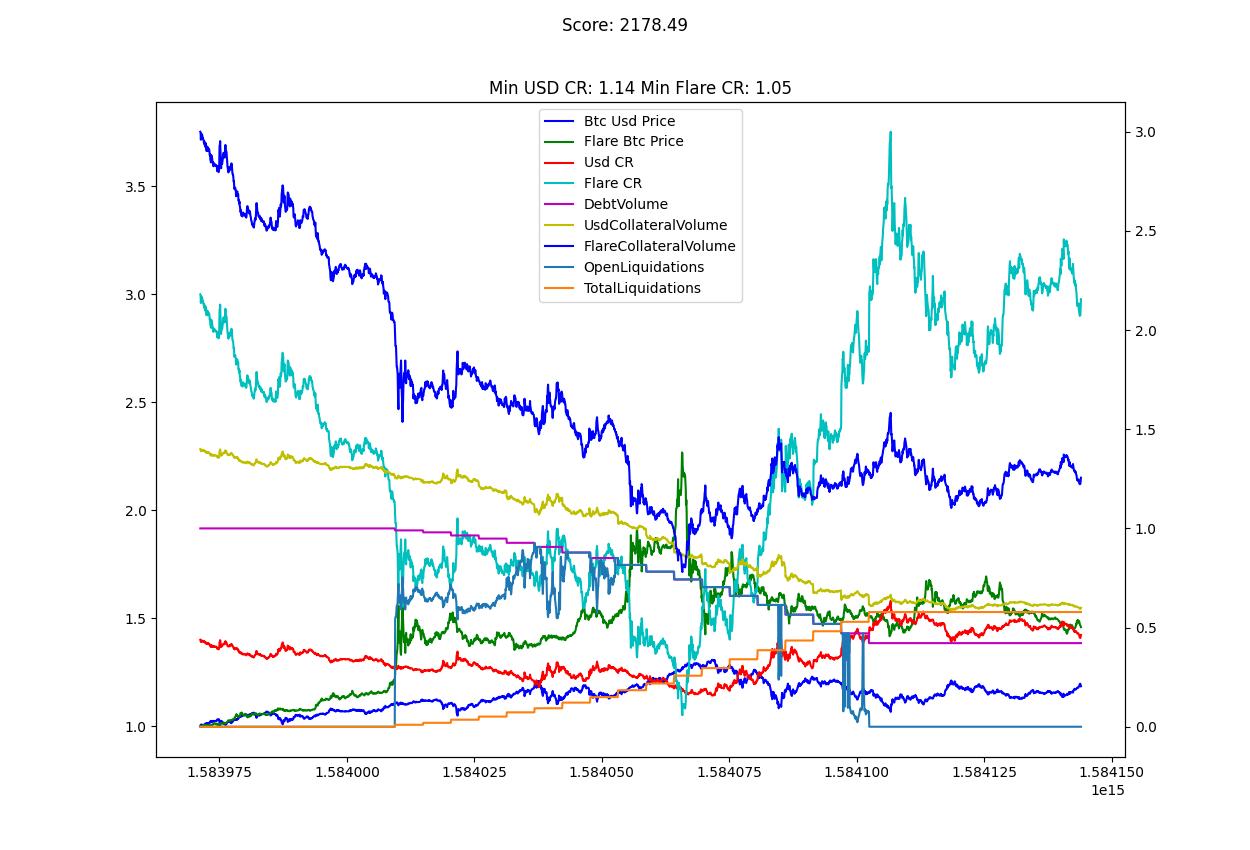 Score: 2178.49
Min USD CR: 1.14 Min Flare CR: 1.05
Btc Usd Price
Flare Btc Price
Usd CR
Flare CR
DebtVolume
UsdCollateralVolume
FlareCollateralVolume
OpenLiquidations
TotalLiquidations
3.5
3.0
2.5
2.0
1.5
1.0
3.0
2.5
2.0
1.5
1.0
0.5
0.0
1.583975 1.584000 1.584025 1.584050 1.584075 1.584100 1.584125 1.584150
1e15